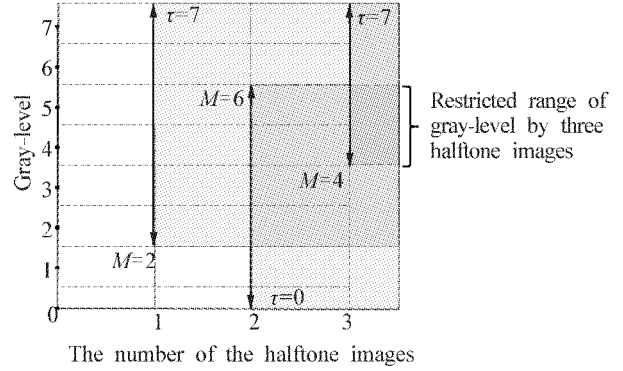 7
τ=7
τ=7
6
M=6
5
4
M=4
3
2
M=2
1
τ=0
0
1
2
3
Gray-level
Restricted range of
gray-level by three
halftone images
The number of the halftone images